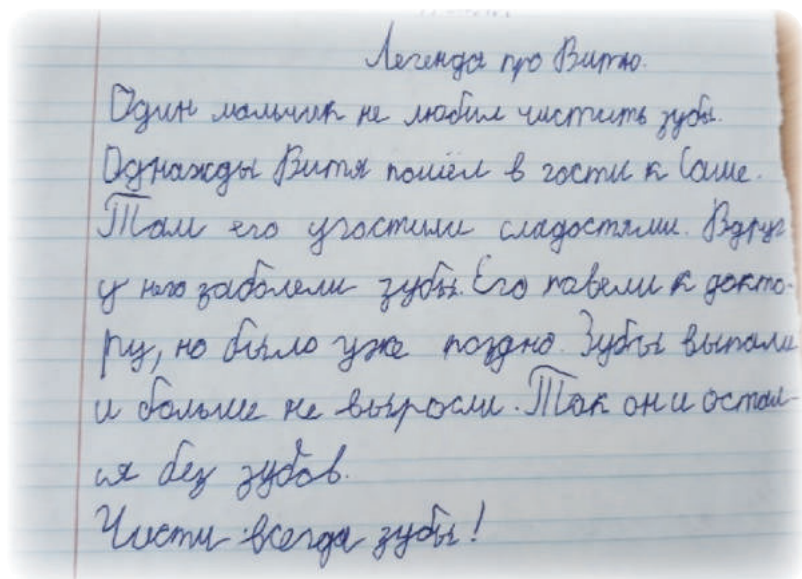 Легенда про Витю.
Один мальчик не любил чистить зубы.
Однажды Витя пошёл в гости к Саше.
Там его угостили сладостями. Вдруг
у него заболели зубы. Его повели к докто-
ру, но было уже поздно. Зубы выпали
и больше не выросли. Так он и остал-
ся без зубов.
Чисти всегда зубы!